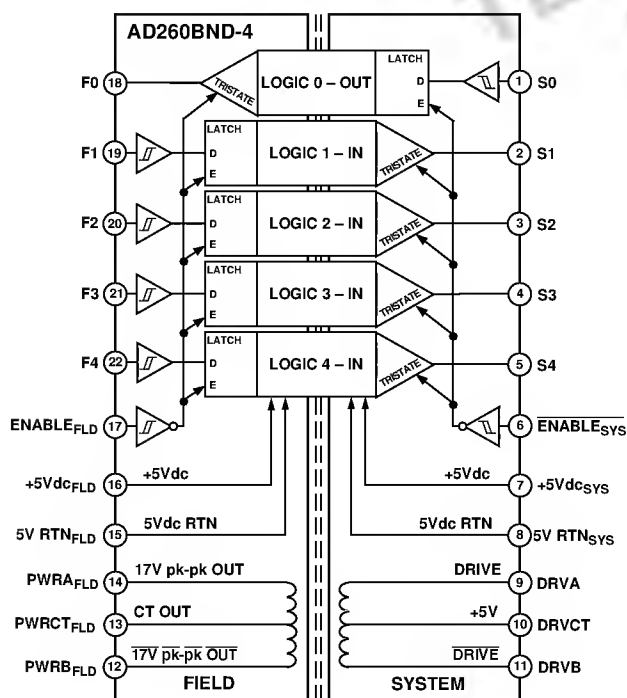 AD260BND-4
F0 18 TRISTATE LOGIC 0 – OUT LATCH D E 1 S0
F1 19 LATCH D E LOGIC 1 – IN TRISTATE 2 S1
F2 20 LATCH D E LOGIC 2 – IN TRISTATE 3 S2
F3 21 LATCH D E LOGIC 3 – IN TRISTATE 4 S3
F4 22 LATCH D E LOGIC 4 – IN TRISTATE 5 S4
ENABLEFLD 17 6 ENABLESYS
+5VdcFLD 16 +5Vdc +5Vdc 7 +5VdcSYS
5V RTNFLD 15 5Vdc RTN 5Vdc RTN 8 5V RTNSYS
PWRAFLD 14 17V pk-pk OUT DRIVE 9 DRVA
PWRCTFLD 13 CT OUT +5V 10 DRVCT
PWRBFLD 12 17V pk-pk OUT DRIVE 11 DRVB
FIELD SYSTEM